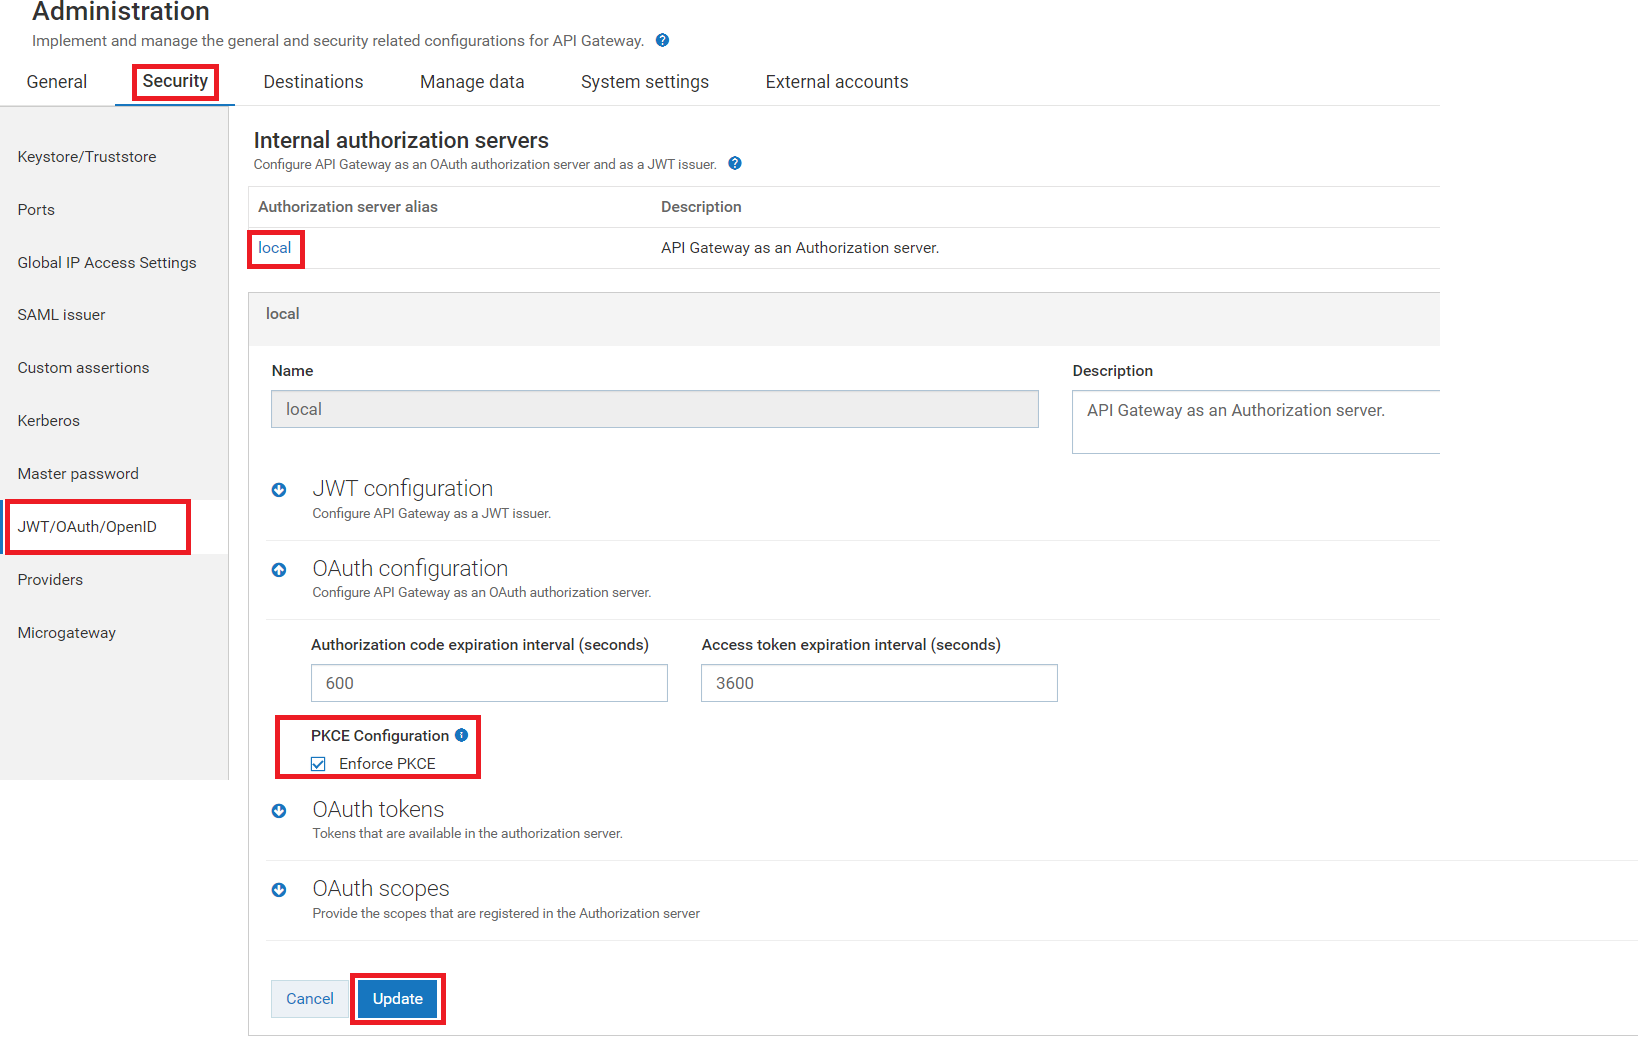 Administration
Implement and manage the general and security related configurations for API Gateway. ?
General Security Destinations Manage data System settings External accounts
Keystore/Truststore
Ports
Global IP Access Settings
SAML issuer
Custom assertions
Kerberos
Master password
JWT/OAuth/OpenID
Providers
Microgateway
Internal authorization servers
Configure API Gateway as an OAuth authorization server and as a JWT issuer. ?
Authorization server alias Description
local API Gateway as an Authorization server.
local
Name Description
local API Gateway as an Authorization server.
JWT configuration
Configure API Gateway as a JWT issuer.
OAuth configuration
Configure API Gateway as an OAuth authorization server.
Authorization code expiration interval (seconds) Access token expiration interval (seconds)
600 3600
PKCE Configuration i
Enforce PKCE
OAuth tokens
Tokens that are available in the authorization server.
OAuth scopes
Provide the scopes that are registered in the Authorization server
Cancel Update